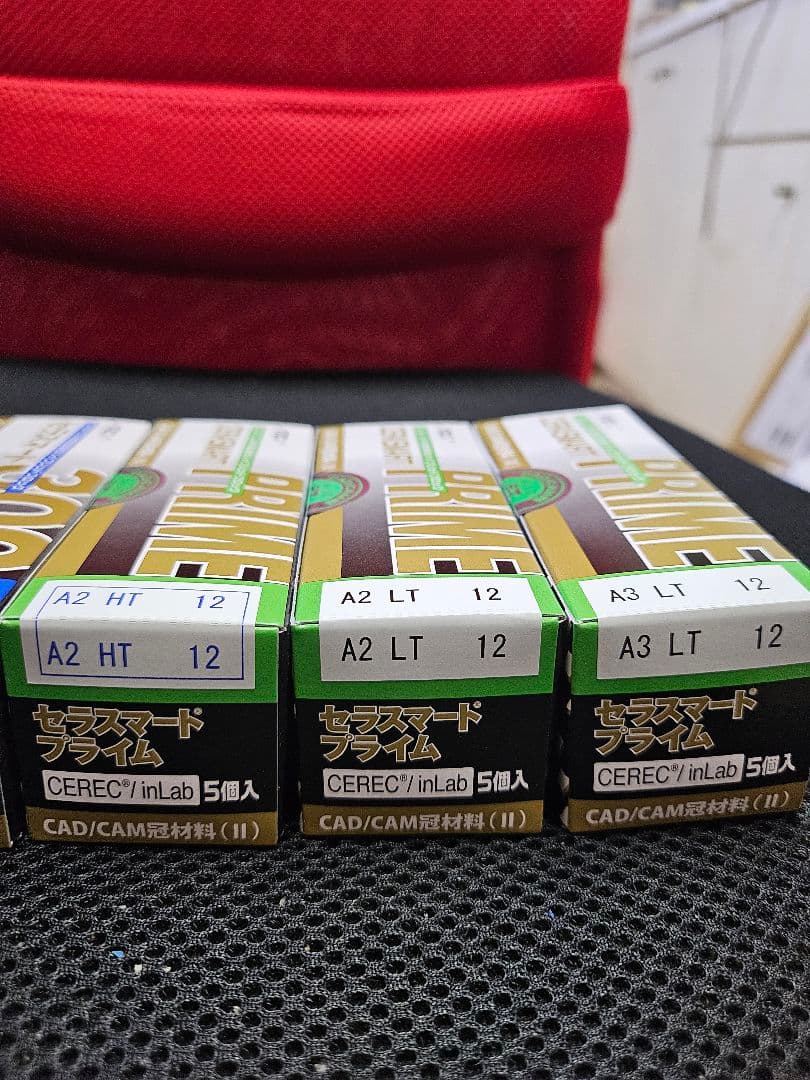 300
PRIME
A2 HT 12
A2 HT 12
セラスマート®
プライム
CEREC®/inLab 5個入
CAD/CAM冠材料(II)
PRIME
A2 LT 12
A2 LT 12
セラスマート®
プライム
CEREC®/inLab 5個入
CAD/CAM冠材料(II)
PRIME
A3 LT 12
A3 LT 12
セラスマート®
プライム
CEREC®/inLab 5個入
CAD/CAM冠材料(II)